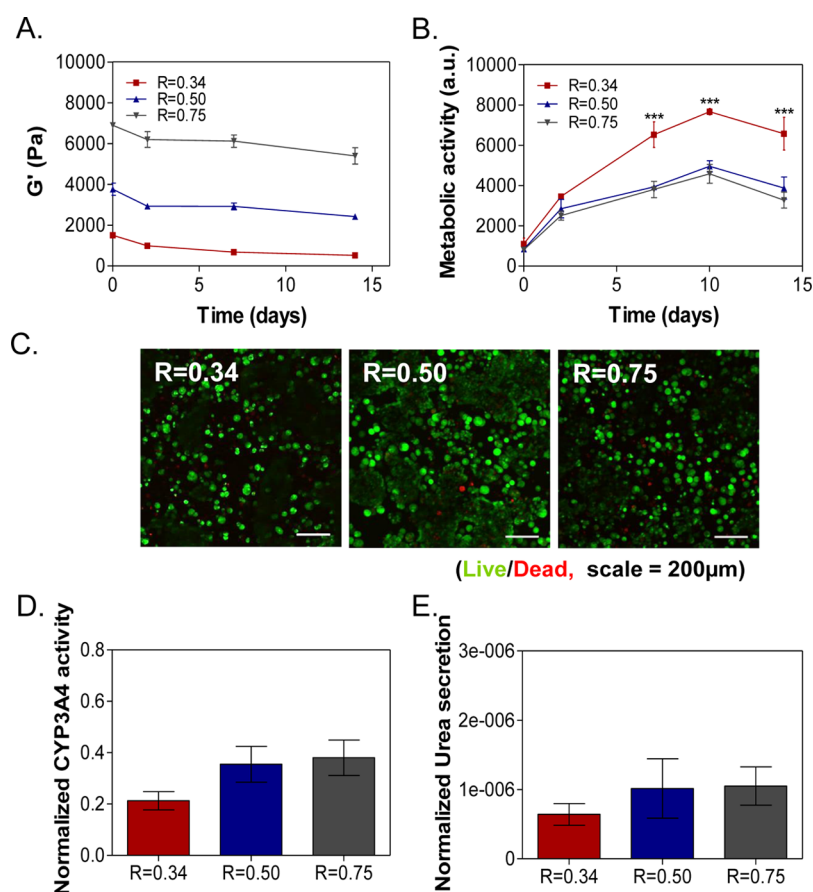 A.
G' (Pa)
10000
8000
6000
4000
2000
0
R=0.34
R=0.50
R=0.75
0 5 10 15
Time (days)
B.
Metabolic activity (a.u.)
10000
8000
6000
4000
2000
0
R=0.34
R=0.50
R=0.75
*** *** ***
0 5 10 15
Time (days)
C.
R=0.34 R=0.50 R=0.75
(Live/Dead, scale = 200μm)
D.
Normalized CYP3A4 activity
0.8
0.6
0.4
0.2
0.0
R=0.34 R=0.50 R=0.75
E.
Normalized Urea secretion
3e-006
2e-006
1e-006
0
R=0.34 R=0.50 R=0.75